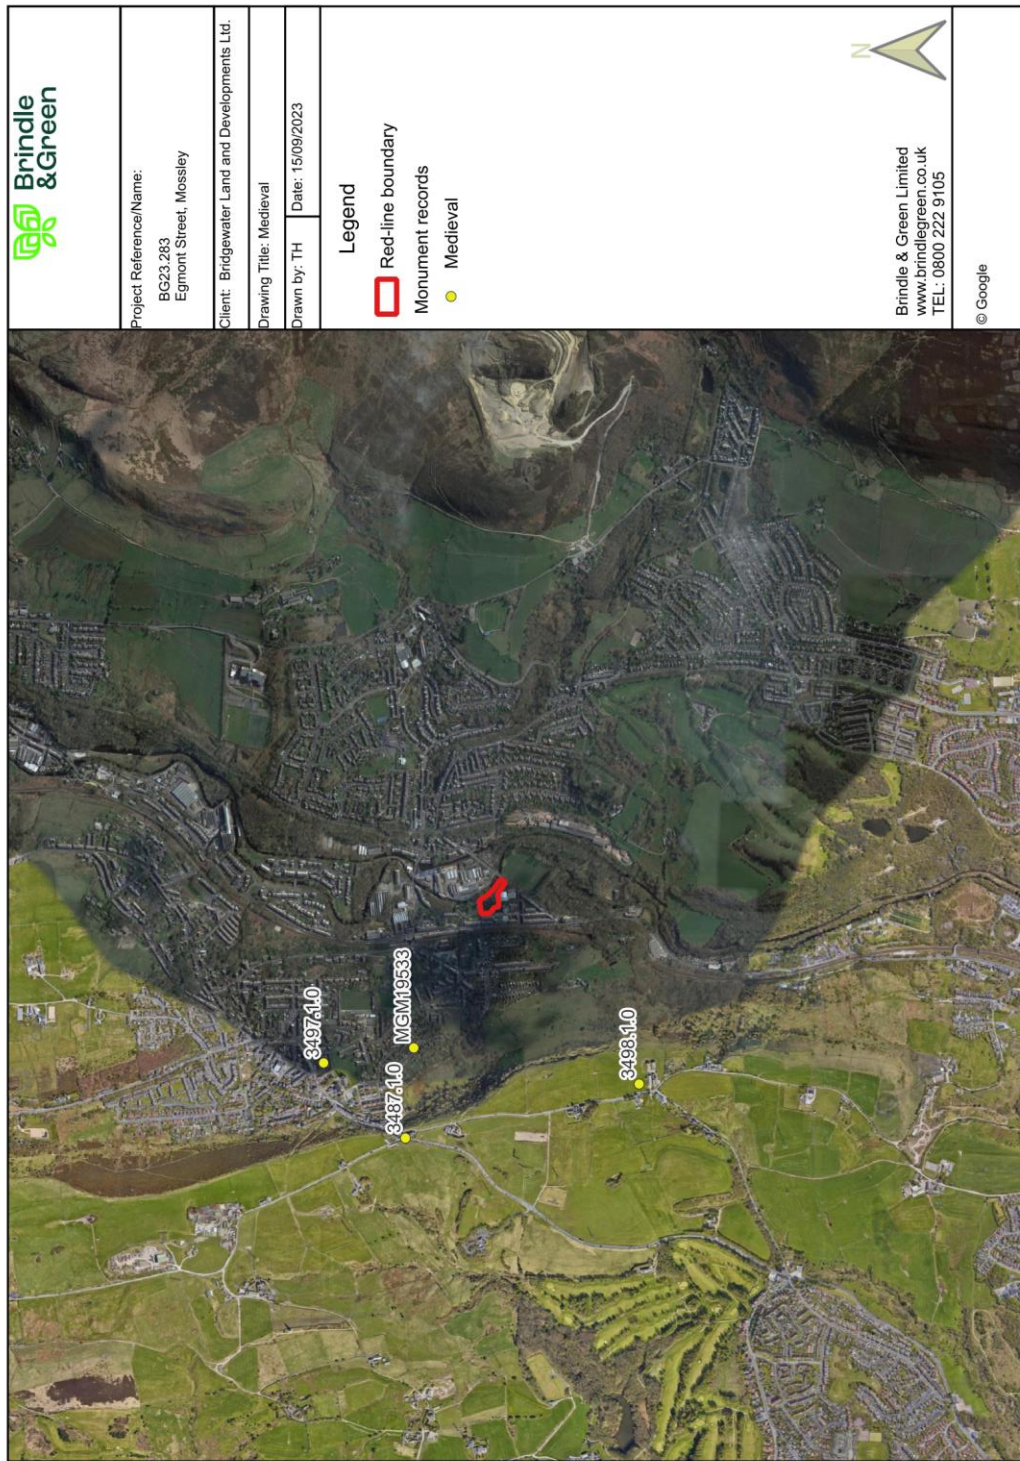 Brindle
&Green
Project Reference/Name:
BG23.283
Egmont Street, Mossley
Client: Bridgewater Land and Developments Ltd.
Drawing Title: Medieval
Drawn by: TH
Date: 15/09/2023
Legend
Red-line boundary
Monument records
Medieval
N
Brindle & Green Limited
www.brindlegreen.co.uk
TEL: 0800 222 9105
© Google
3497.1.0
3487.1.0
MGM19533
3498.1.0